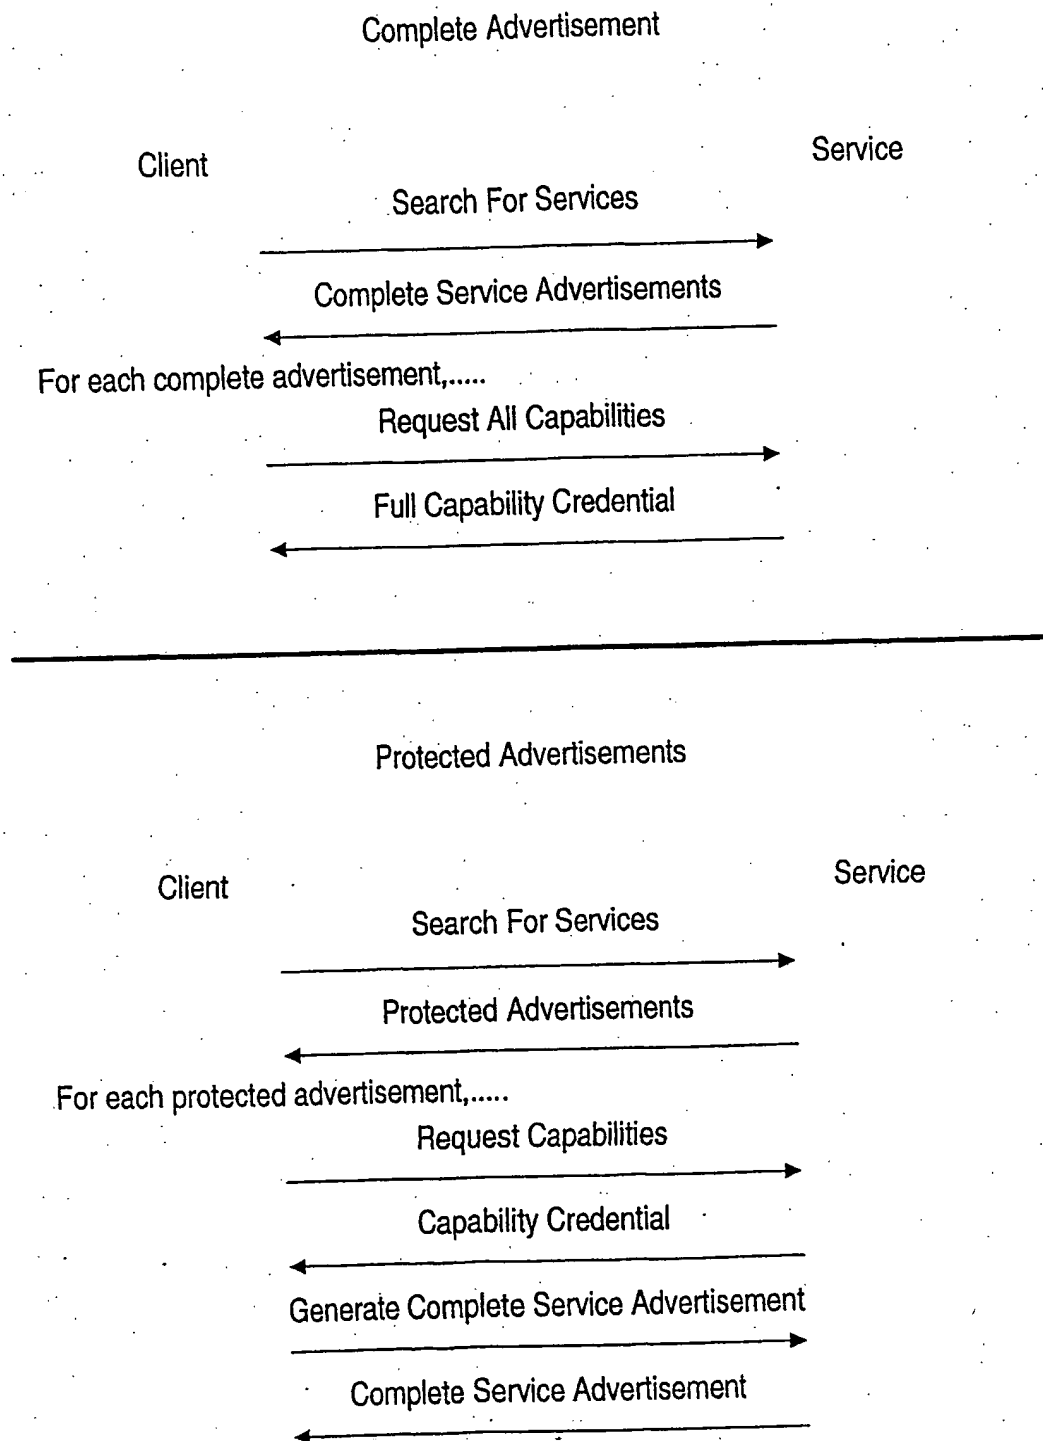 Complete Advertisement
Client
Service
Search For Services
Complete Service Advertisements
For each complete advertisement,.....
Request All Capabilities
Full Capability Credential
Protected Advertisements
Client
Service
Search For Services
Protected Advertisements
For each protected advertisement,.....
Request Capabilities
Capability Credential
Generate Complete Service Advertisement
Complete Service Advertisement